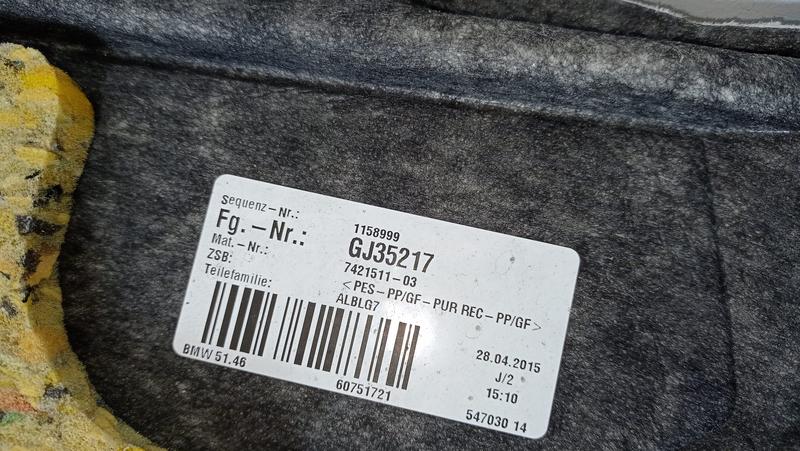 Sequenz-Nr.: 1158999
Fg.-Nr.: GJ35217
Mat.-Nr.: 7421511-03
ZSB: <PES-PP/GF-PUR REC-PP/GF>
Teilefamilie: ALBLG7
BMW 51.46
60751721
28.04.2015
J/2
15:10
547030 14